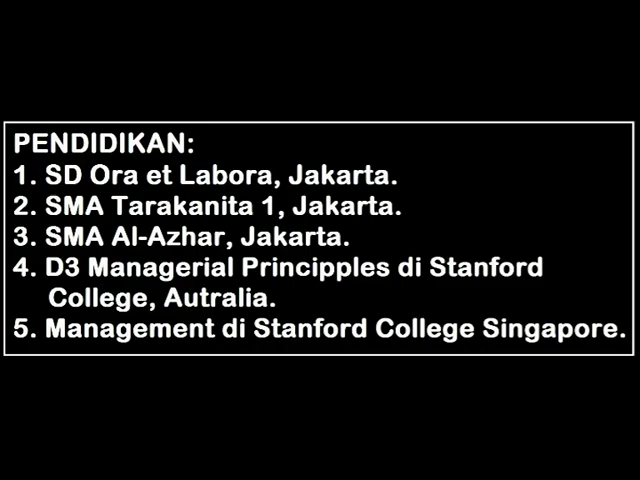 PENDIDIKAN:
1. SD Ora et Labora, Jakarta.
2. SMA Tarakanita 1, Jakarta.
3. SMA Al-Azhar, Jakarta.
4. D3 Managerial Principples di Stanford
College, Autralia.
5. Management di Stanford College Singapore.